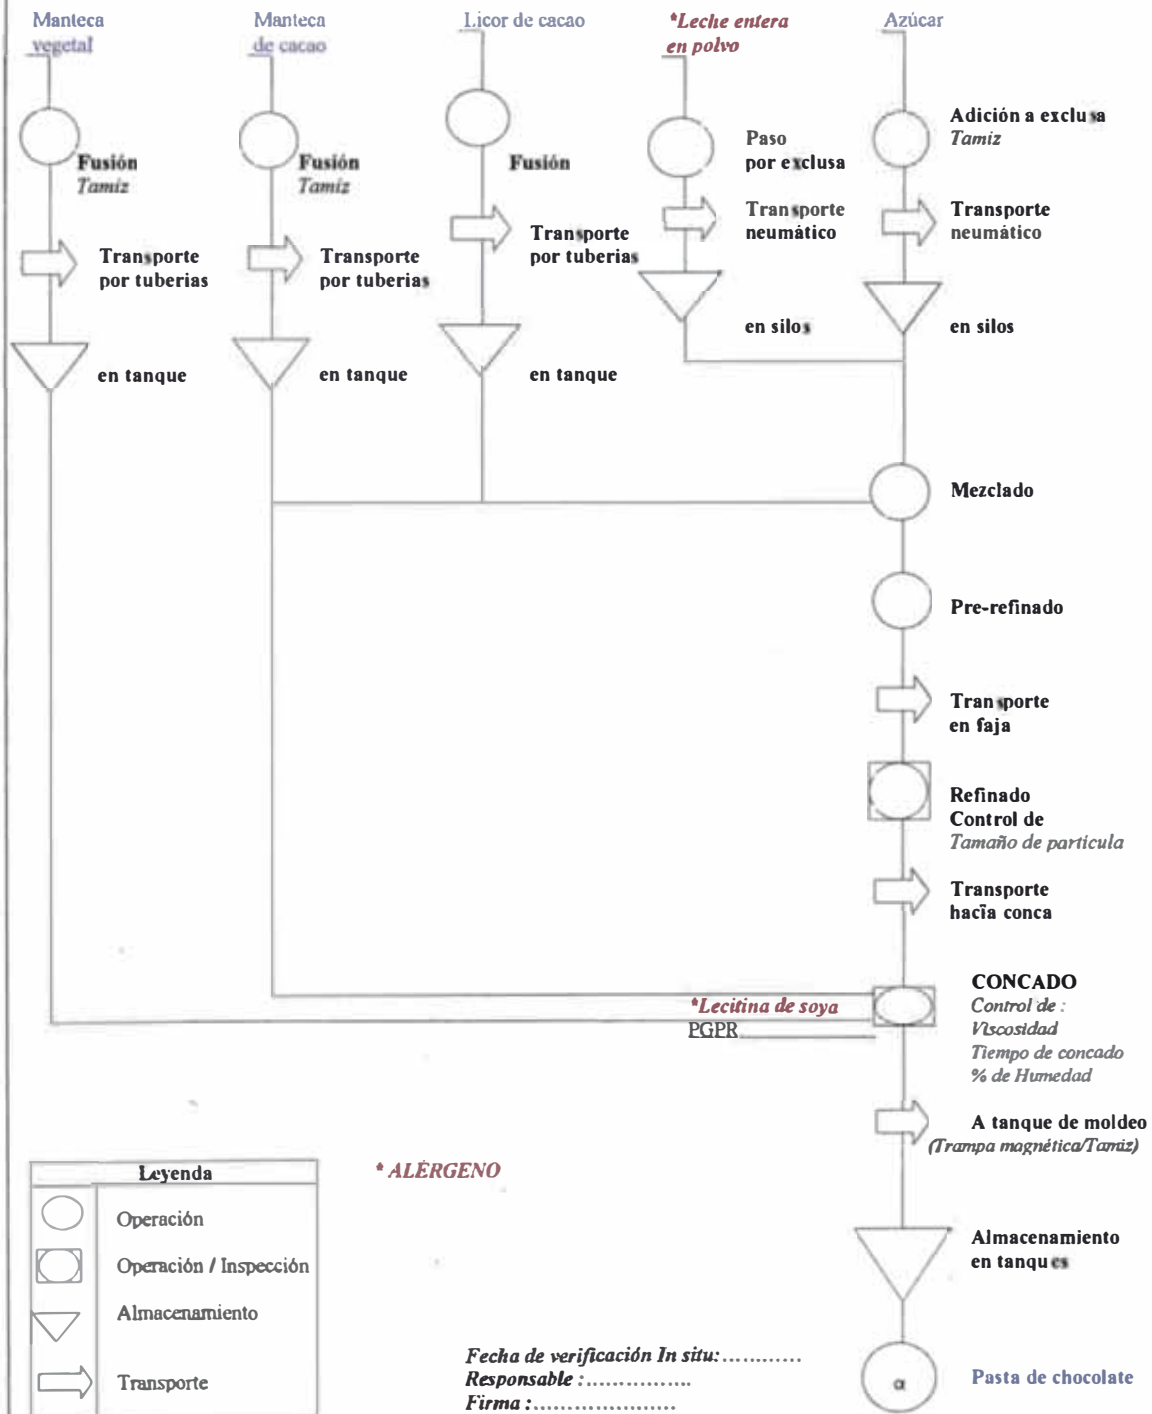 Manteca
vegetal
Manteca
de cacao
Licor de cacao
*Leche entera
en polvo
Azúcar
Fusión
Tamiz
Fusión
Tamiz
Fusión
Paso
por exclusa
Adición a exclusa
Tamiz
Transporte
por tuberias
Transporte
por tuberias
Transporte
por tuberias
Transporte
neumático
Transporte
neumático
en tanque
en tanque
en tanque
en silos
en silos
Mezclado
Pre-refinado
Transporte
en faja
Refinado
Control de
Tamaño de particula
Transporte
hacïa conca
*Lecitina de soya
PGPR
CONCADO
Control de :
Viscosidad
Tiempo de concado
% de Humedad
A tanque de moldeo
(Trampa magnética/Tamiz)
* ALÉRGENO
Leyenda
Operación
Operación / Inspección
Almacenamiento
Transporte
Almacenamiento
en tanques
Fecha de verificación In situ:............
Responsable :................
Firma :......................
α
Pasta de chocolate